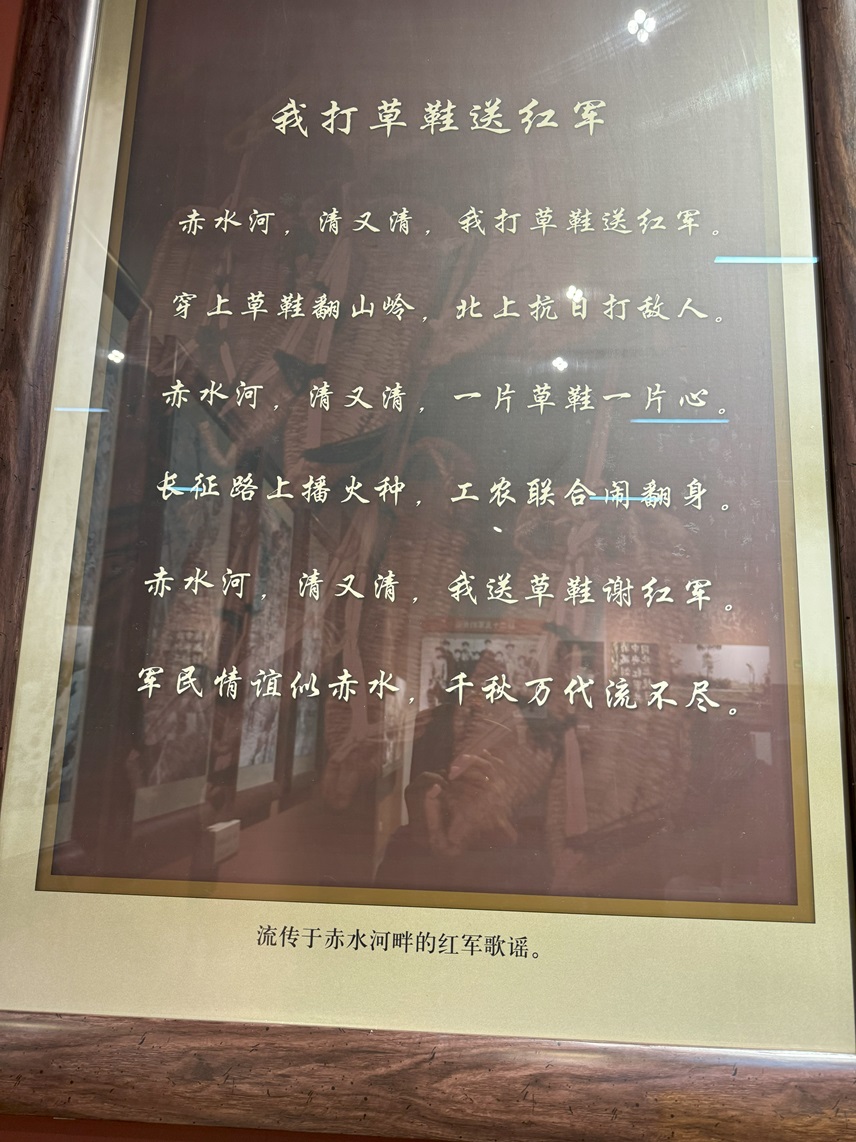 我打草鞋送红军
赤水河，清又清，我打草鞋送红军。
穿上草鞋翻山岭，北上抗日打敌人。
赤水河，清又清，一片草鞋一片心。
长征路上播火种，工农联合闹翻身。
赤水河，清又清，我送草鞋谢红军。
军民情谊似赤水，千秋万代流不尽。
流传于赤水河畔的红军歌谣。